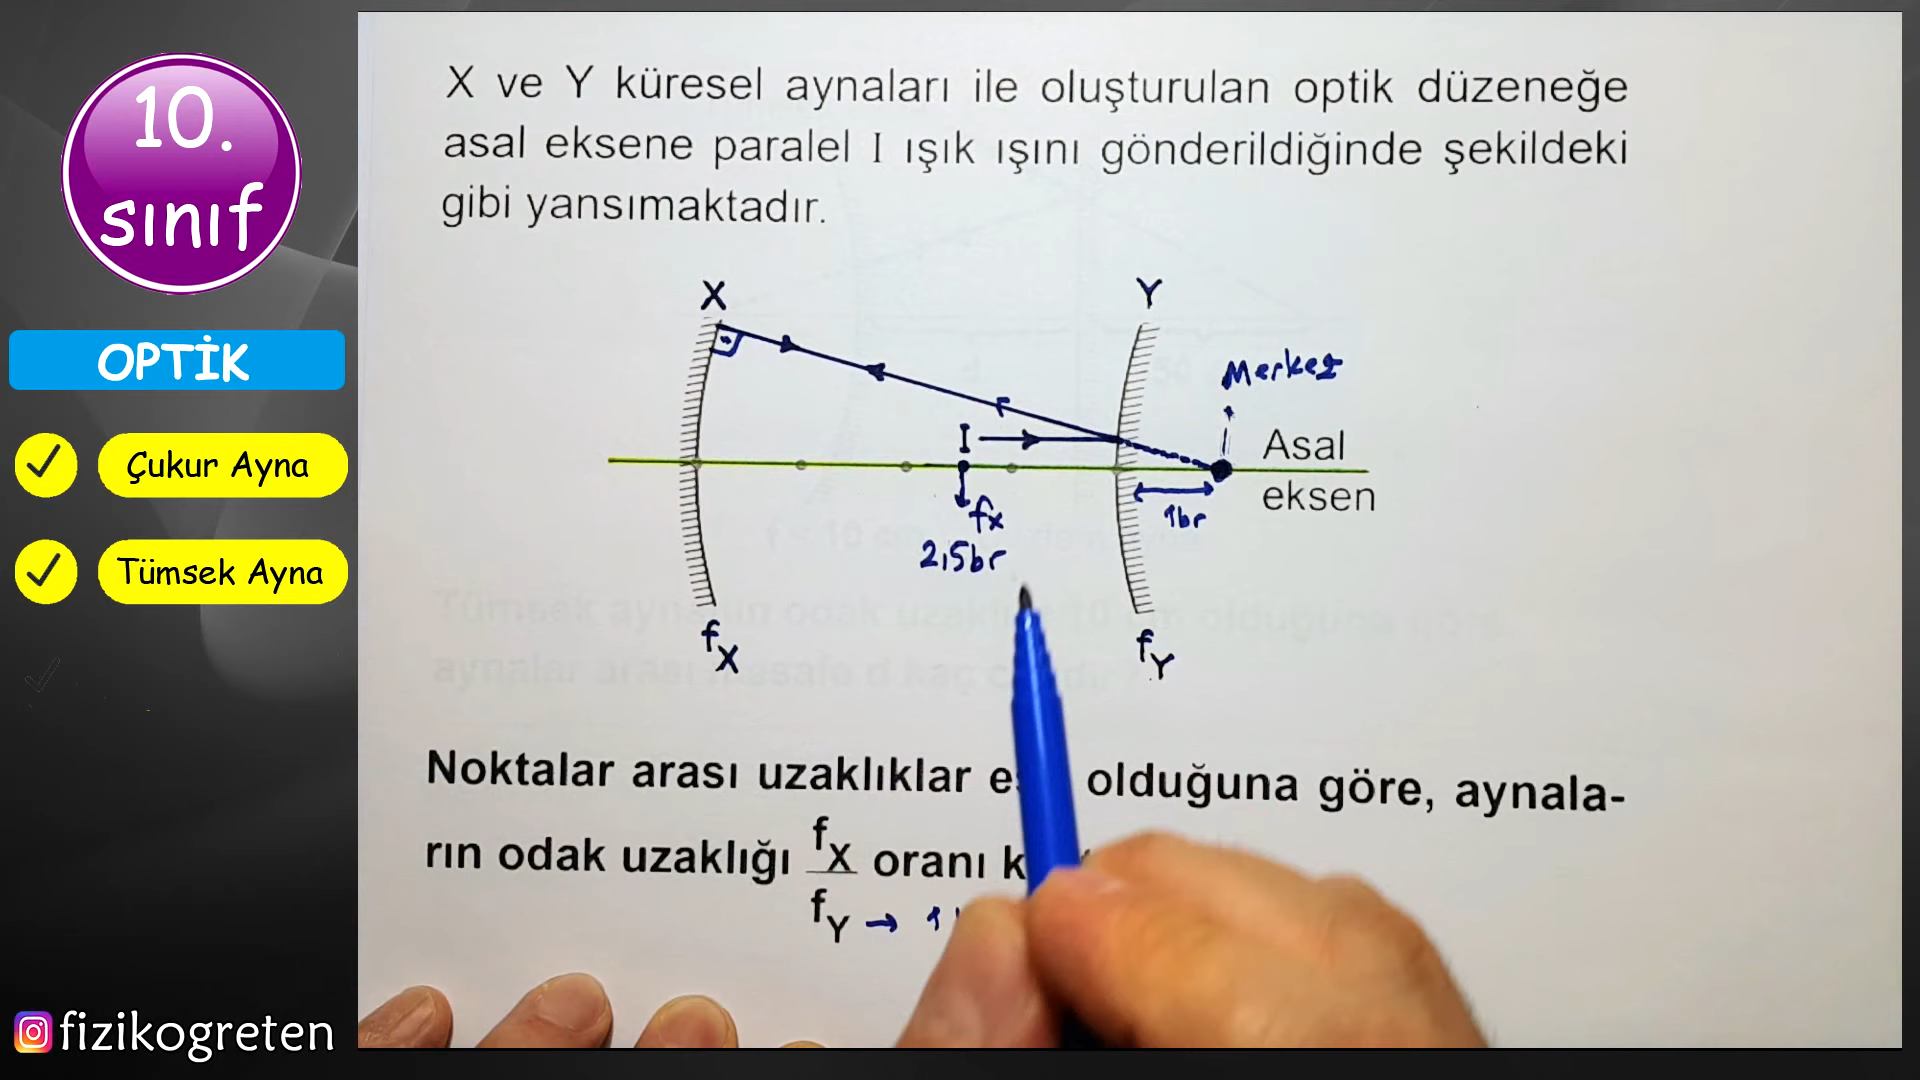 10.
sınıf
OPTİK
Çukur Ayna
Tümsek Ayna
fizikogreten
X ve Y küresel aynaları ile oluşturulan optik düzeneğe
asal eksene paralel I ışık ışını gönderildiğinde şekildeki
gibi yansımaktadır.
X
Y
Merkez
I
Asal
eksen
fx
1br
2,5br
fX
fY
Noktalar arası uzaklıklar olduğuna göre, aynala-
rın odak uzaklığı fX oranı
fY → 1